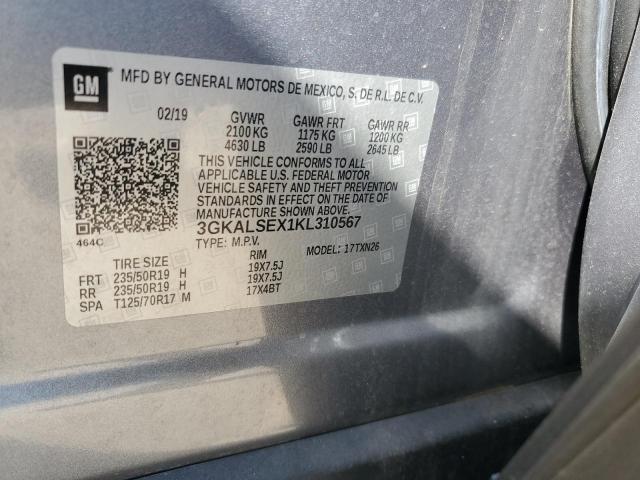 GM
MFD BY GENERAL MOTORS DE MEXICO, S. DE R.L. DE C.V.
02/19 GVWR GAWR FRT GAWR RR
2100 KG 1175 KG 1200 KG
4630 LB 2590 LB 2645 LB
THIS VEHICLE CONFORMS TO ALL
APPLICABLE U.S. FEDERAL MOTOR
VEHICLE SAFETY AND THEFT PREVENTION
STANDARDS IN EFFECT ON THE DATE OF
MANUFACTURE SHOWN ABOVE.
464C 3GKALSEX1KL310567
TYPE: M.P.V. MODEL: 17TXN26
TIRE SIZE RIM
FRT 235/50R19 H 19X7.5J
RR 235/50R19 H 19X7.5J
SPA T125/70R17 M 17X4BT